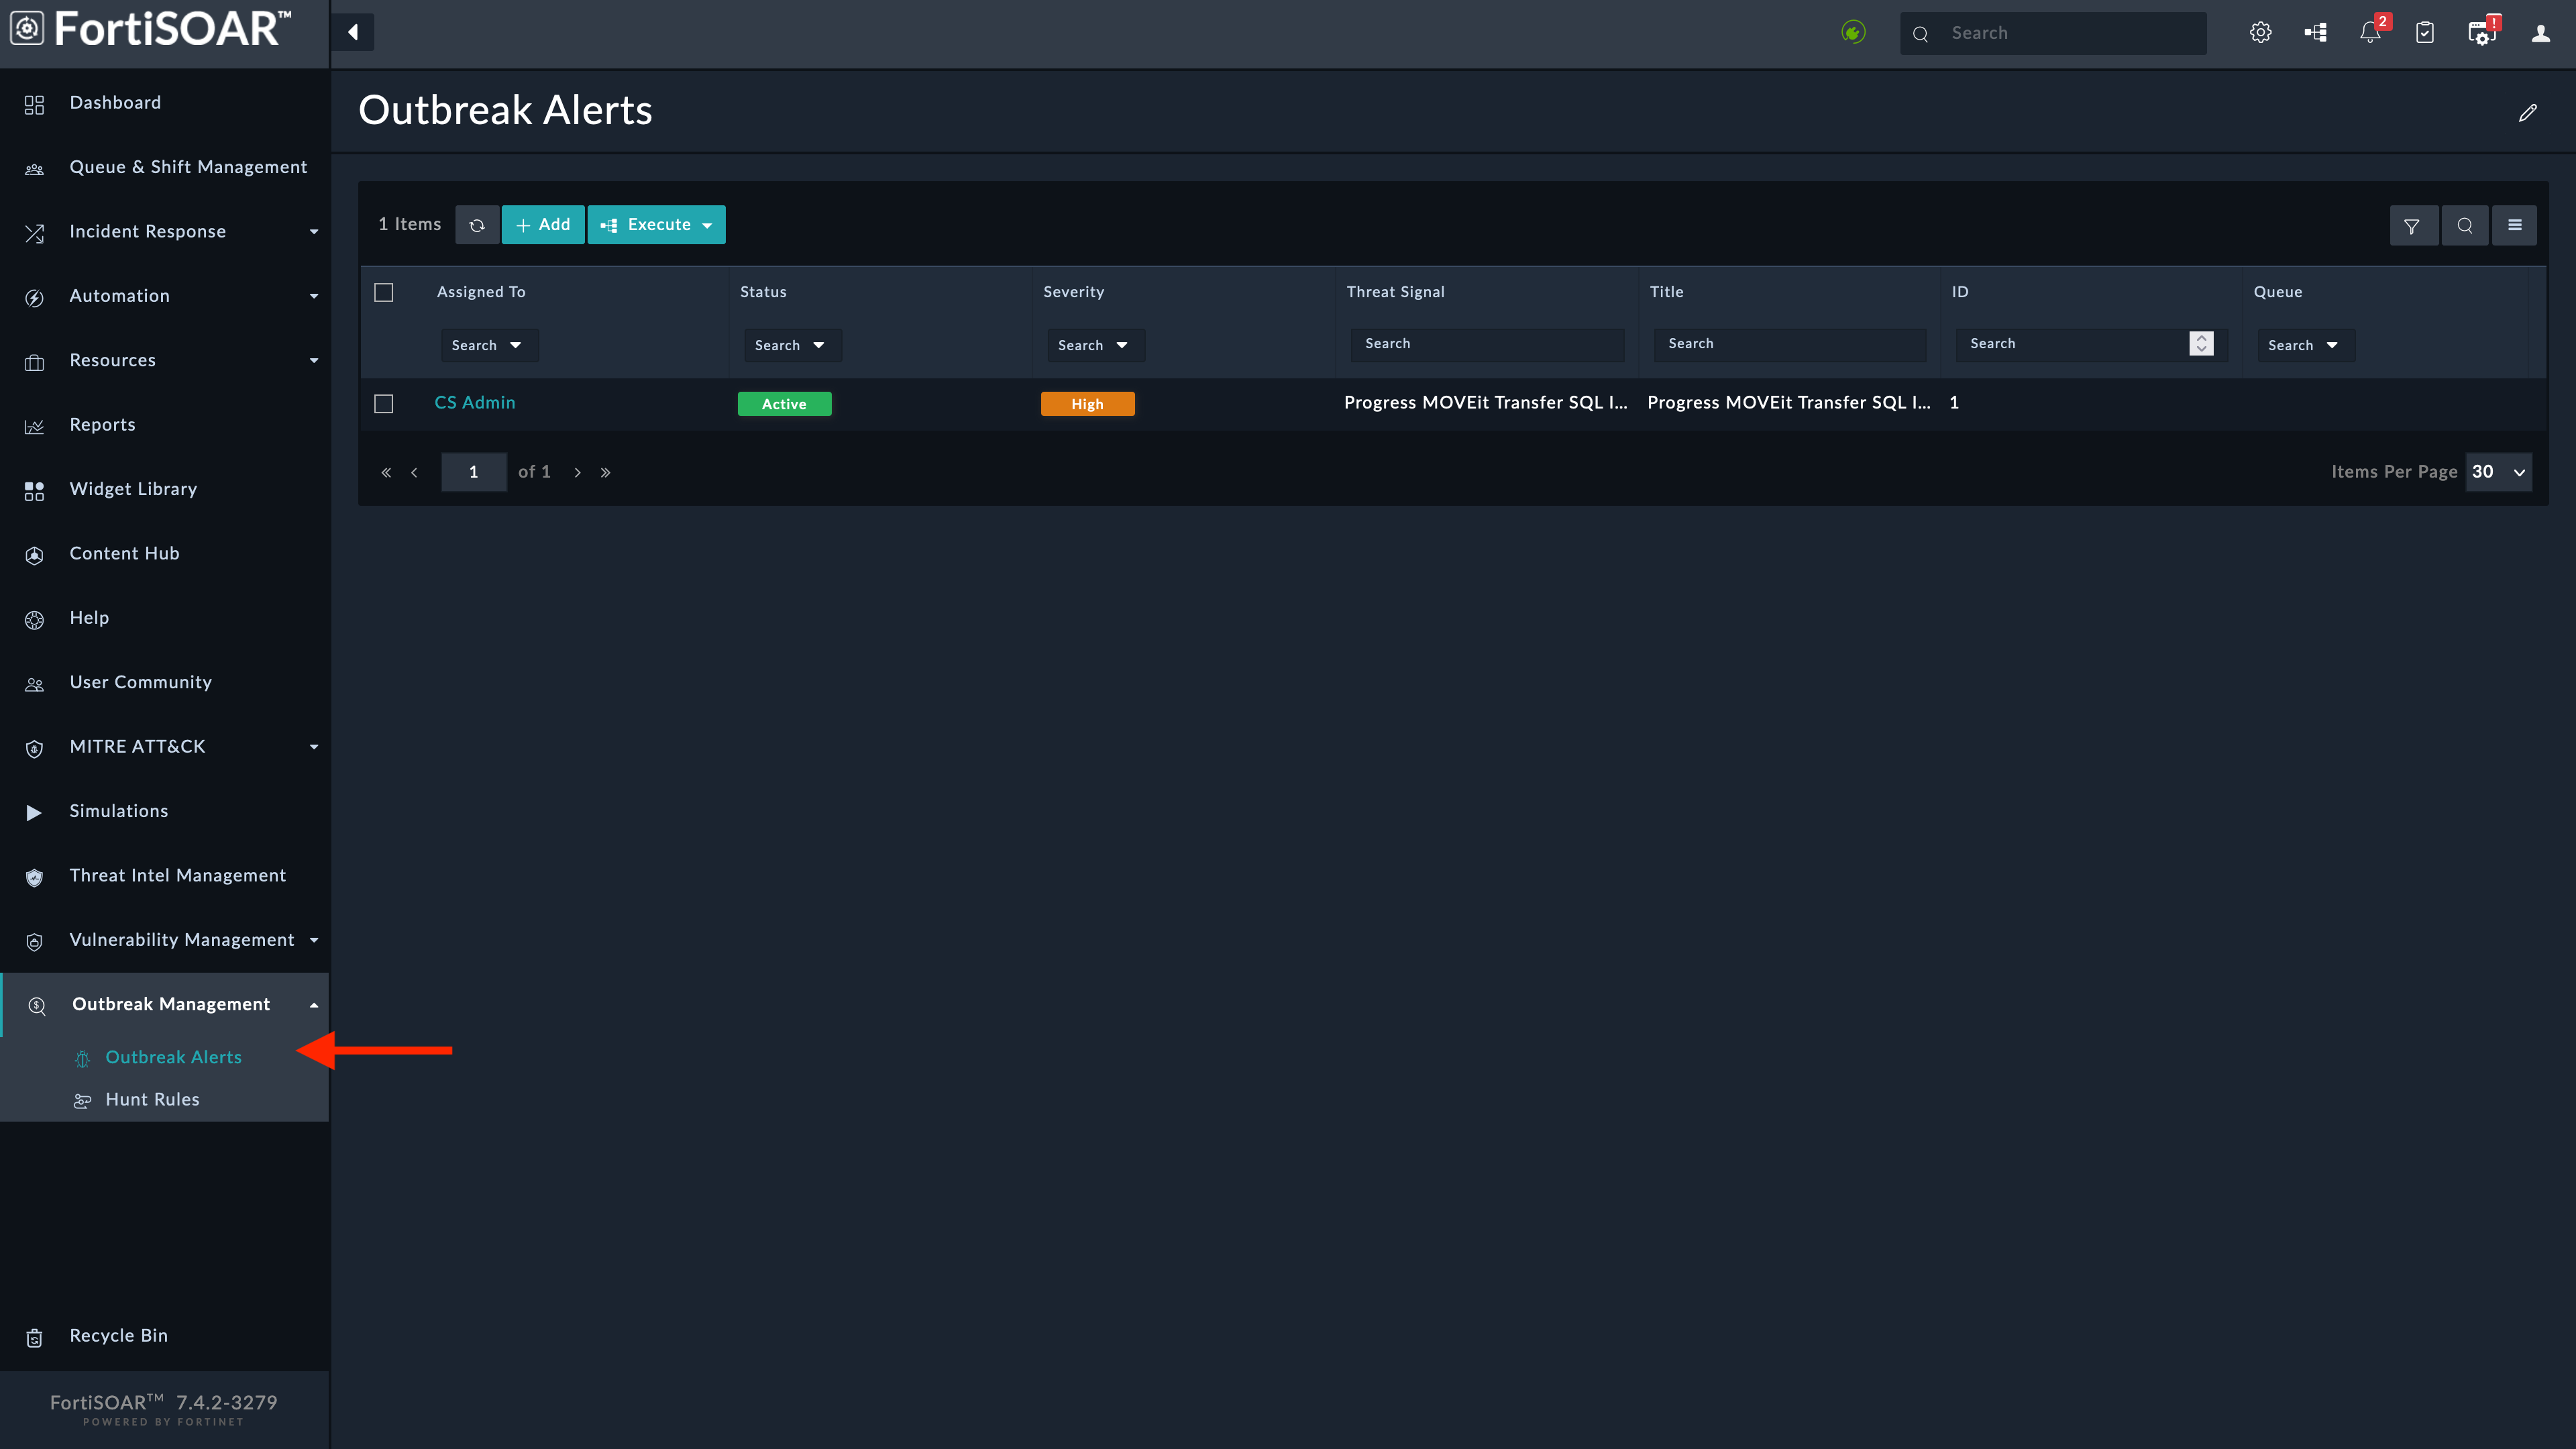 FortiSOAR™
Search
2
!
Dashboard
Queue & Shift Management
Incident Response
Automation
Resources
Reports
Widget Library
Content Hub
Help
User Community
MITRE ATT&CK
Simulations
Threat Intel Management
Vulnerability Management
Outbreak Management
Outbreak Alerts
Hunt Rules
Recycle Bin
FortiSOAR™ 7.4.2-3279
POWERED BY FORTINET
Outbreak Alerts
1 Items + Add Execute
Assigned To Status Severity Threat Signal Title ID Queue
Search Search Search Search Search Search Search
CS Admin Active High Progress MOVEit Transfer SQL I... Progress MOVEit Transfer SQL I... 1
« ‹ 1 of 1 › » Items Per Page 30